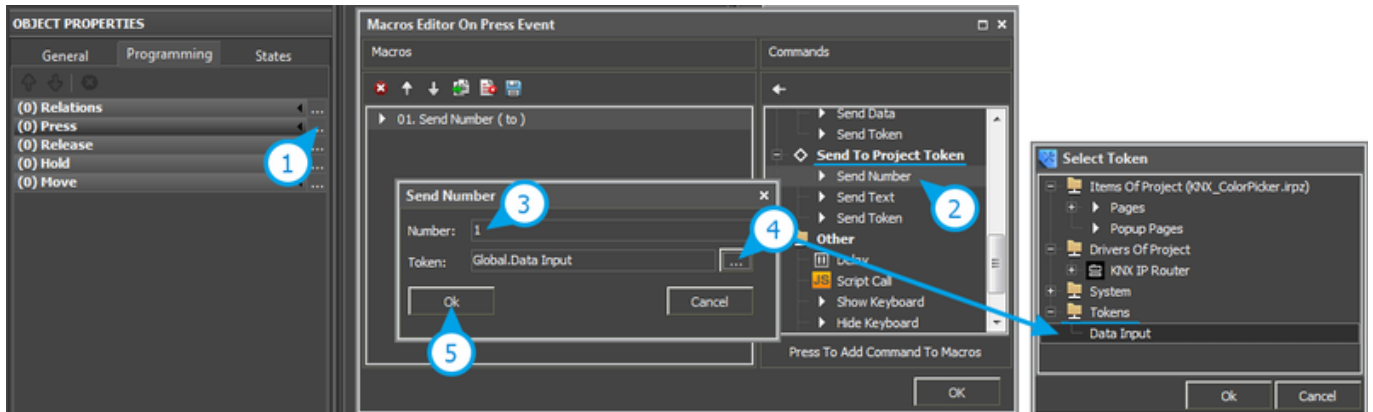 OBJECT PROPERTIES
General Programming States
(0) Relations ...
(0) Press ...
(0) Release ...
(0) Hold ...
(0) Move ...
1
Macros Editor On Press Event
Macros
01. Send Number ( to )
Commands
Send Data
Send Token
Send To Project Token
Send Number
Send Text
Send Token
Other
Delay
JS Script Call
Show Keyboard
Hide Keyboard
2
Press To Add Command To Macros
OK
Send Number
3
Number: 1
Token: Global.Data Input ...
4
Ok Cancel
5
Select Token
Items Of Project (KNX_ColorPicker.irpz)
Pages
Popup Pages
Drivers Of Project
KNX IP Router
System
Tokens
Data Input
Ok Cancel